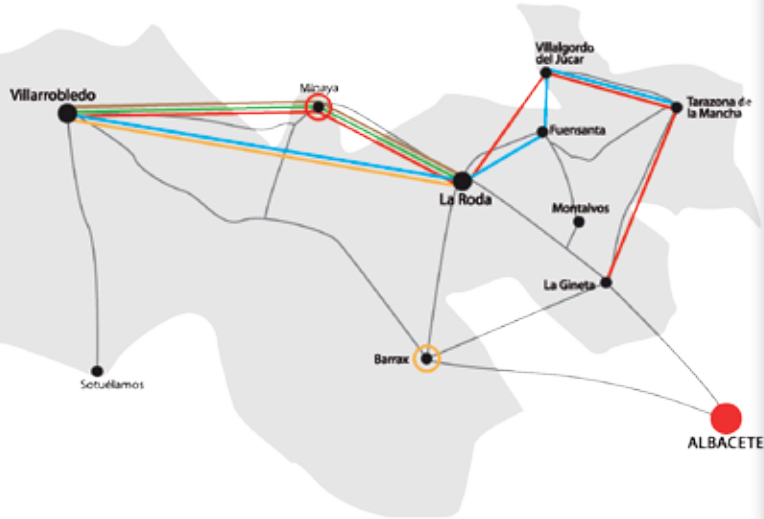 Villalgordo
del Júcar
Villarrobledo
Minaya
Tarazona de
la Mancha
Fuensanta
La Roda
Montalvos
La Gineta
Barrax
Sotuélamos
ALBACETE